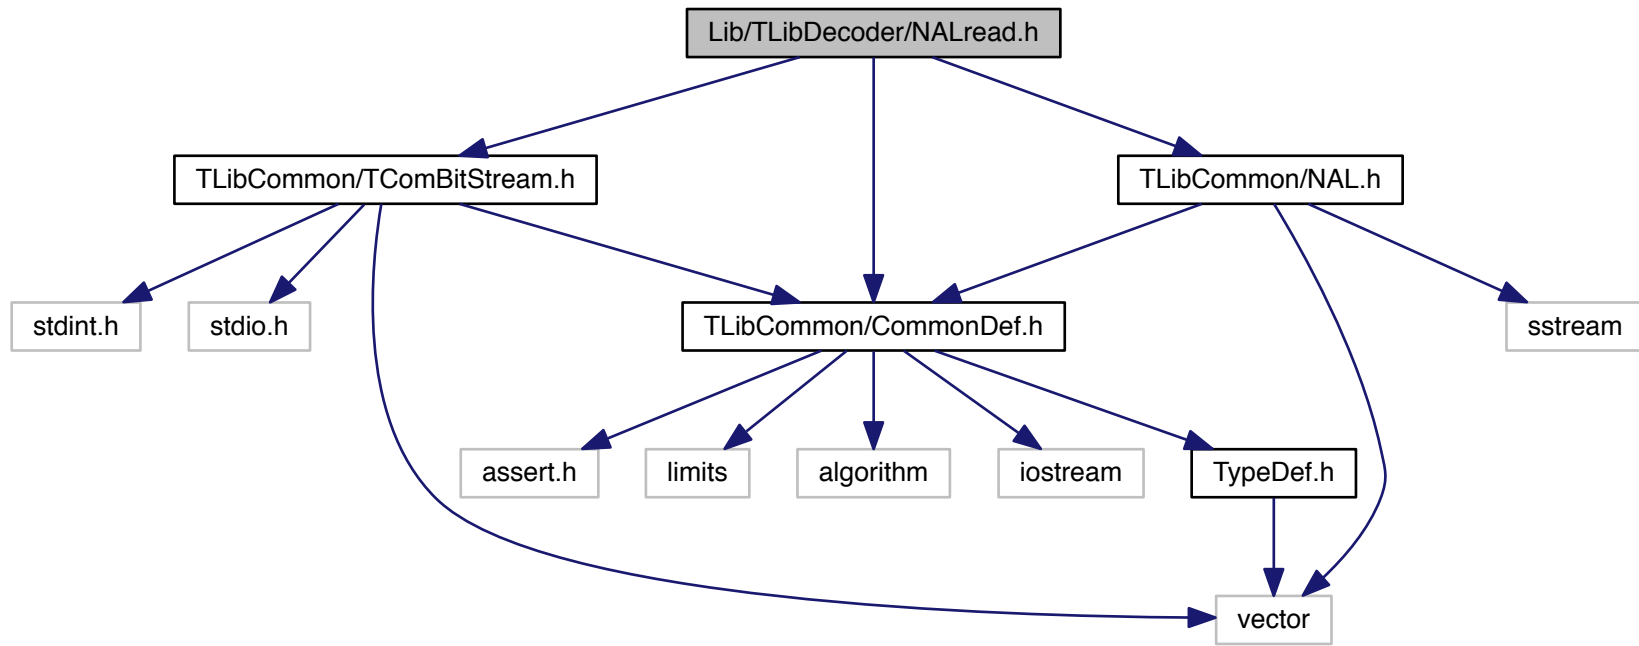 Lib/TLibDecoder/NALread.h
TLibCommon/TComBitStream.h
TLibCommon/NAL.h
stdint.h
stdio.h
TLibCommon/CommonDef.h
sstream
assert.h
limits
algorithm
iostream
TypeDef.h
vector